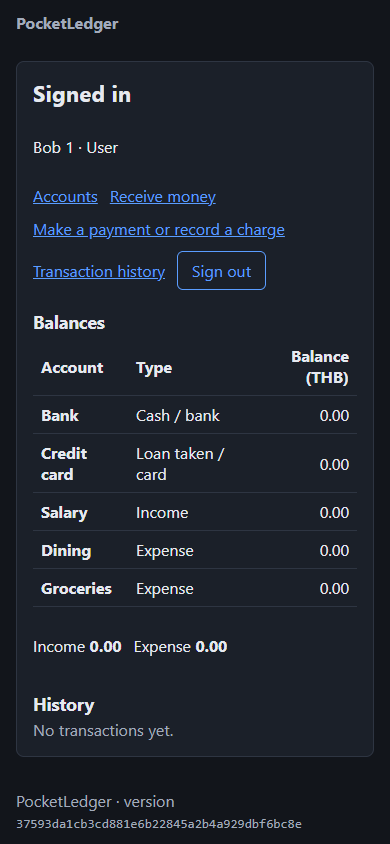 PocketLedger
Signed in
Bob 1 · User
Accounts Receive money
Make a payment or record a charge
Transaction history Sign out
Balances
Account Type Balance (THB)
Bank Cash / bank 0.00
Credit card Loan taken / card 0.00
Salary Income 0.00
Dining Expense 0.00
Groceries Expense 0.00
Income 0.00 Expense 0.00
History
No transactions yet.
PocketLedger · version
37593da1cb3cd881e6b22845a2b4a929dbf6bc8e